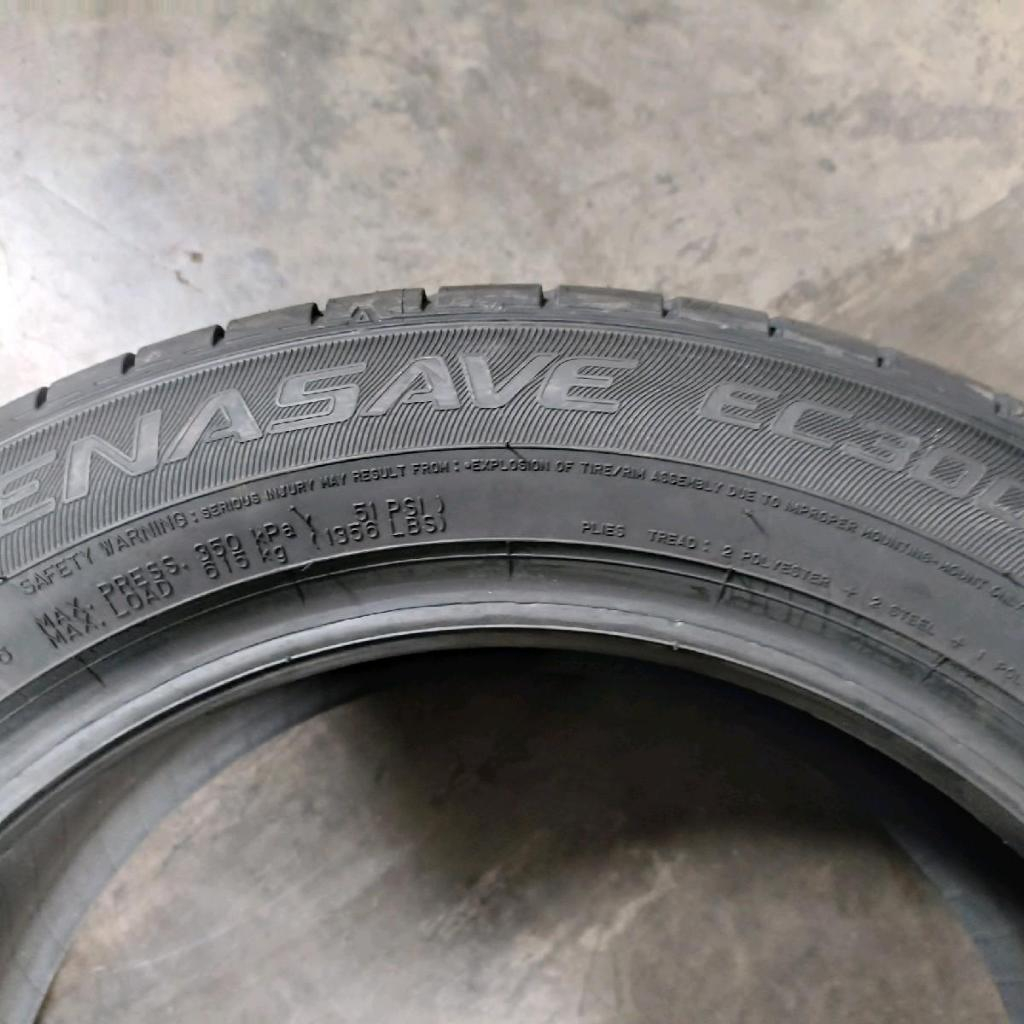 ENASAVE EC300
SAFETY WARNING: SERIOUS INJURY MAY RESULT FROM: •EXPLOSION OF TIRE/RIM ASSEMBLY DUE TO IMPROPER MOUNTING-MOUNT ONLY
MAX. PRESS. 350 kPa (51 PSI)
MAX. LOAD 615 kg (1356 LBS)
PLIES TREAD: 2 POLYESTER + 2 STEEL + 1